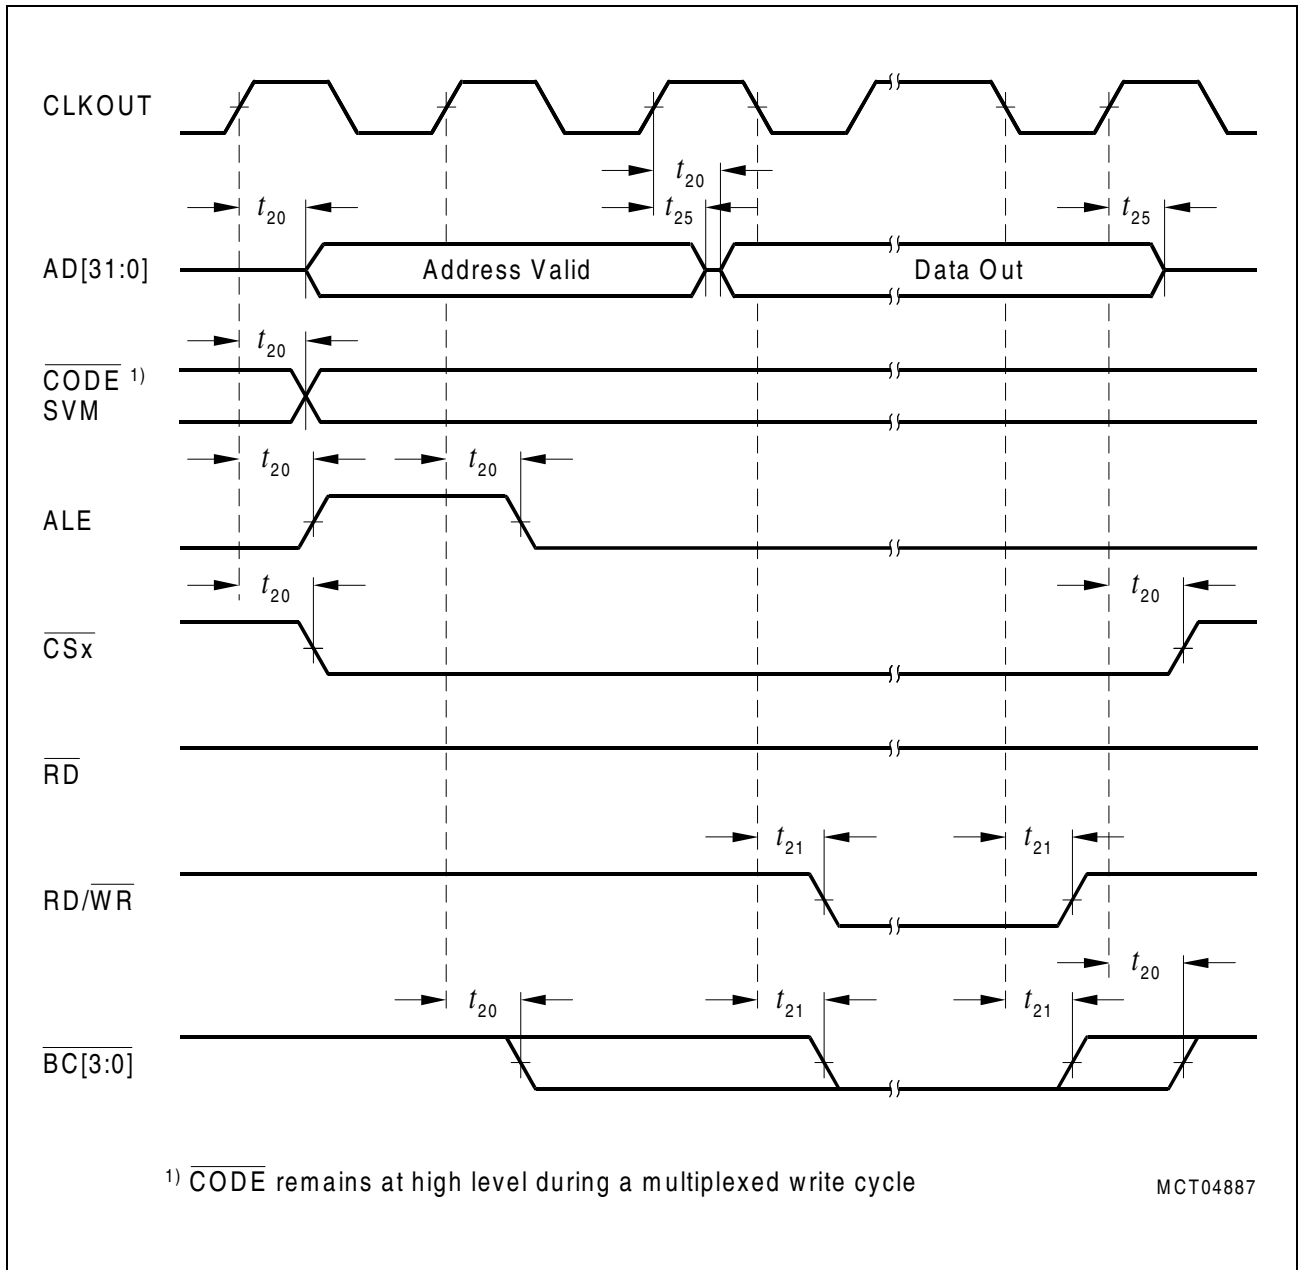 CLKOUT
t20
t20 t25 t25
AD[31:0] Address Valid Data Out
t20
CODE 1)
SVM
t20 t20
ALE
t20 t20
CSx
RD
t21 t21
RD/WR
t20
t20 t21 t21
BC[3:0]
1) CODE remains at high level during a multiplexed write cycle MCT04887